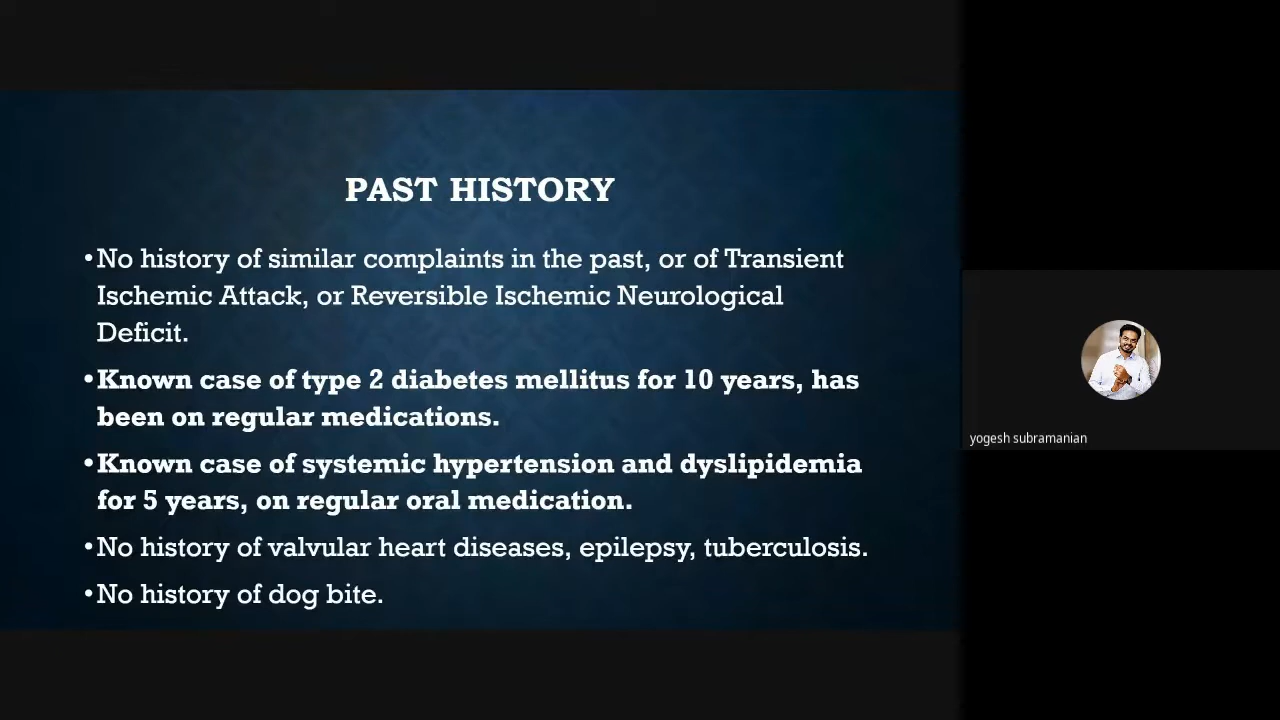 PAST HISTORY
•No history of similar complaints in the past, or of Transient
Ischemic Attack, or Reversible Ischemic Neurological
Deficit.
•Known case of type 2 diabetes mellitus for 10 years, has
been on regular medications.
•Known case of systemic hypertension and dyslipidemia
for 5 years, on regular oral medication.
•No history of valvular heart diseases, epilepsy, tuberculosis.
•No history of dog bite.
yogesh subramanian